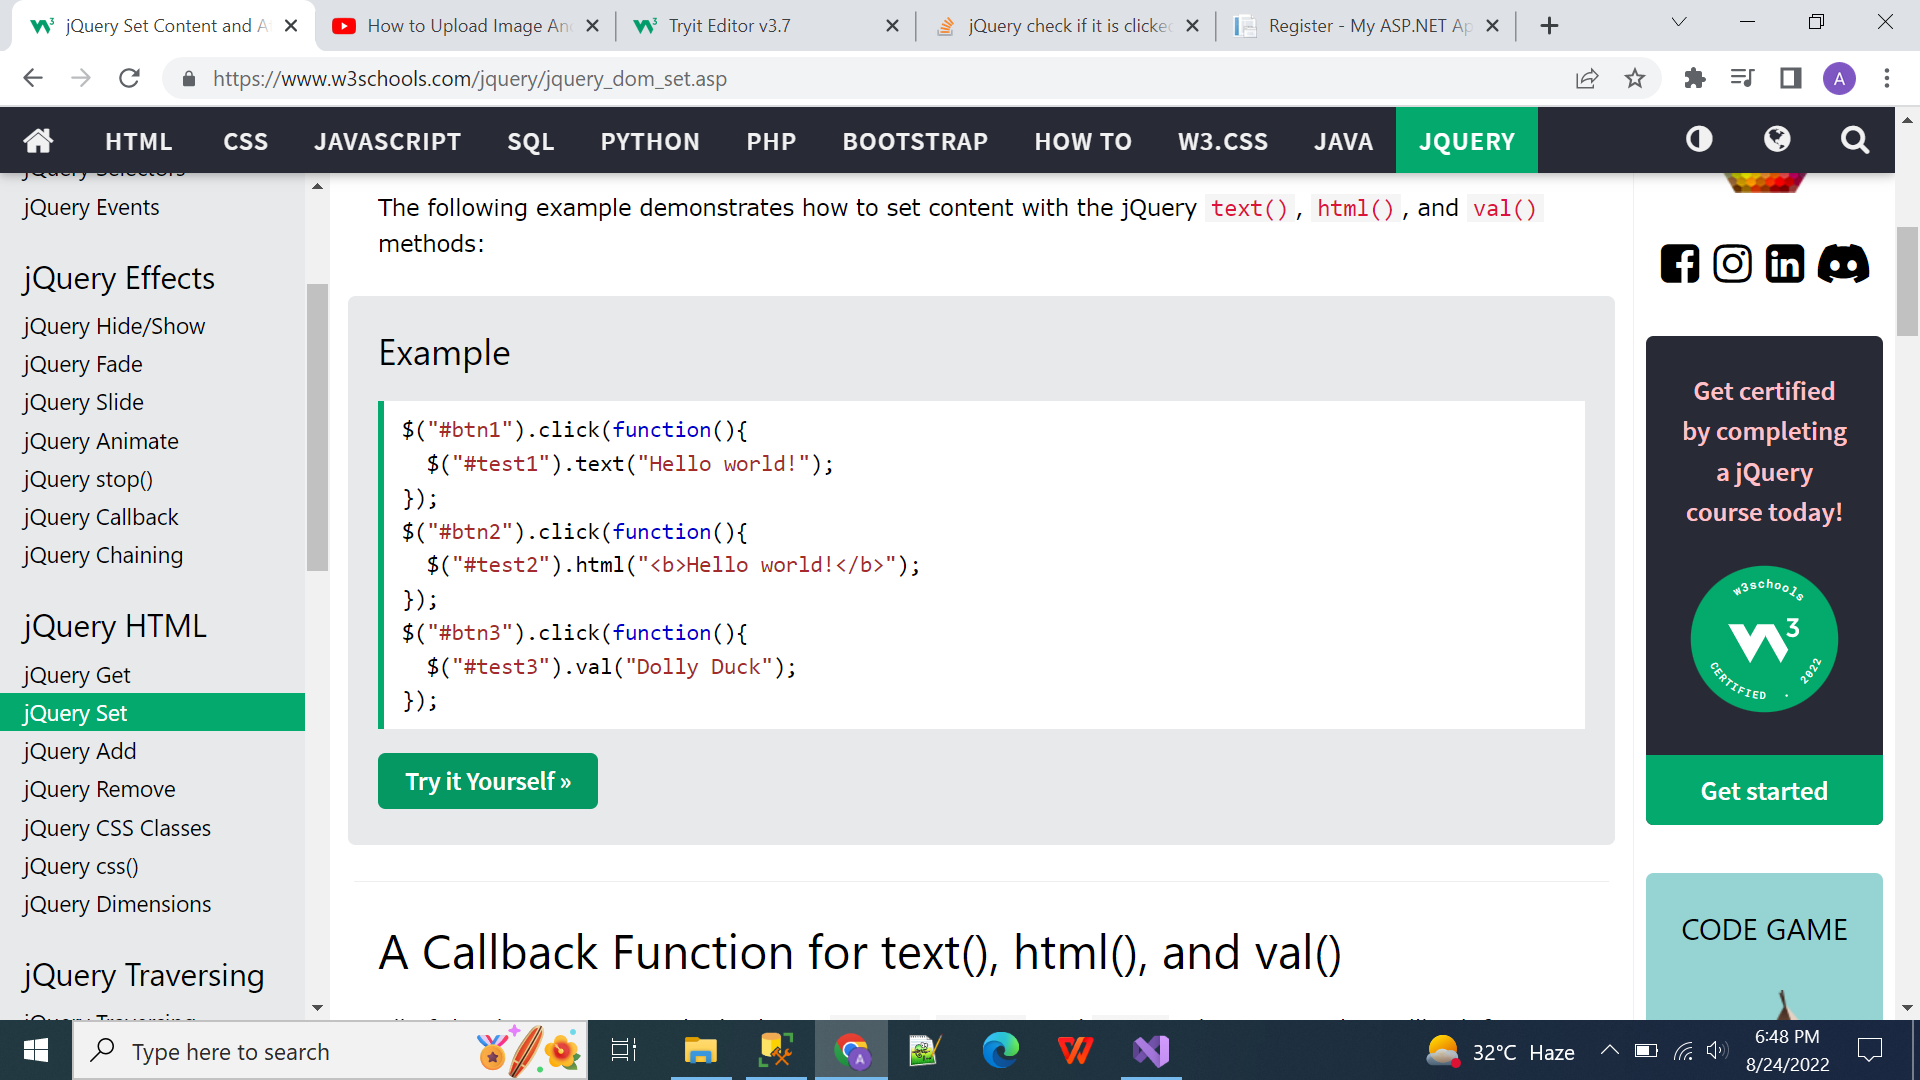 jQuery Set Content and A
How to Upload Image An
Tryit Editor v3.7
jQuery check if it is clicked
Register - My ASP.NET Ap
https://www.w3schools.com/jquery/jquery_dom_set.asp
A
HTML
CSS
JAVASCRIPT
SQL
PYTHON
PHP
BOOTSTRAP
HOW TO
W3.CSS
JAVA
JQUERY
jQuery Selectors
jQuery Events
jQuery Effects
jQuery Hide/Show
jQuery Fade
jQuery Slide
jQuery Animate
jQuery stop()
jQuery Callback
jQuery Chaining
jQuery HTML
jQuery Get
jQuery Set
jQuery Add
jQuery Remove
jQuery CSS Classes
jQuery css()
jQuery Dimensions
jQuery Traversing
jQuery Traversing
The following example demonstrates how to set content with the jQuery text(), html(), and val()
methods:
Example
$("#btn1").click(function(){
  $("#test1").text("Hello world!");
});
$("#btn2").click(function(){
  $("#test2").html("<b>Hello world!</b>");
});
$("#btn3").click(function(){
  $("#test3").val("Dolly Duck");
});
Try it Yourself »
A Callback Function for text(), html(), and val()
Get certified
by completing
a jQuery
course today!
w3schools
W3
CERTIFIED . 2022
Get started
CODE GAME
Type here to search
32°C Haze
6:48 PM
8/24/2022